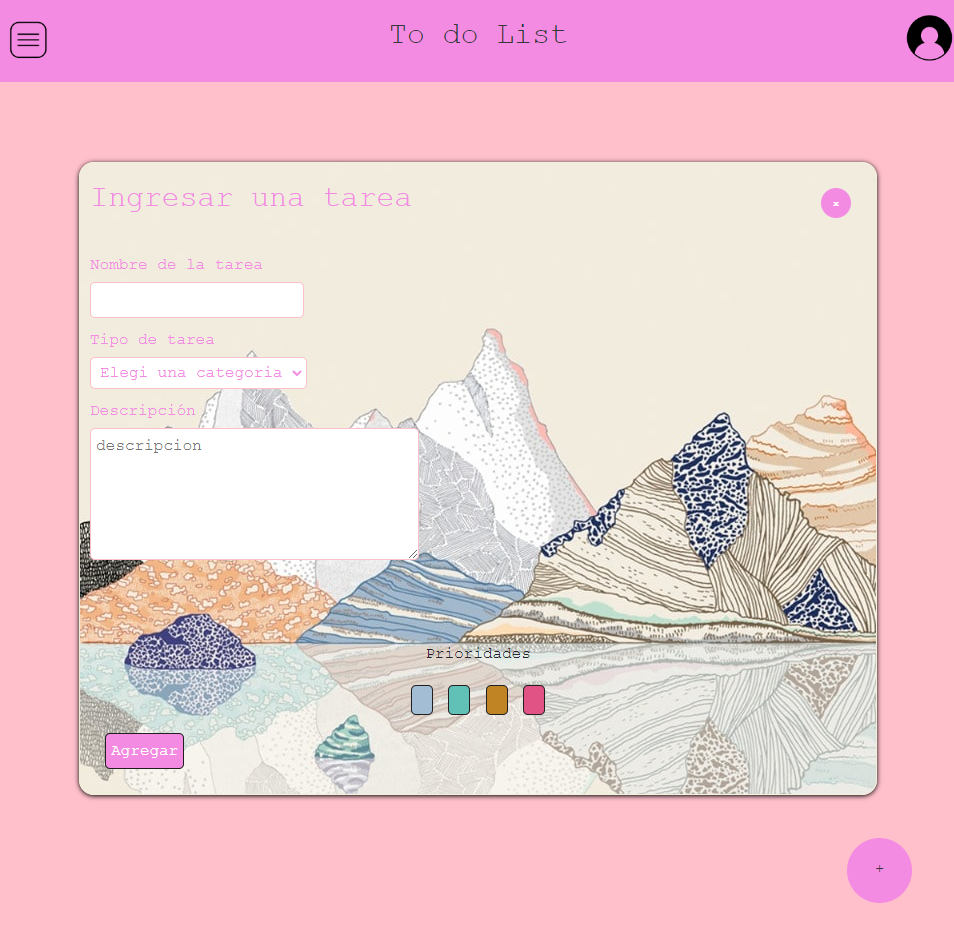 To do List
Ingresar una tarea
x
Nombre de la tarea
Tipo de tarea
Elegi una categoria
Descripción
descripcion
Prioridades
Agregar
+